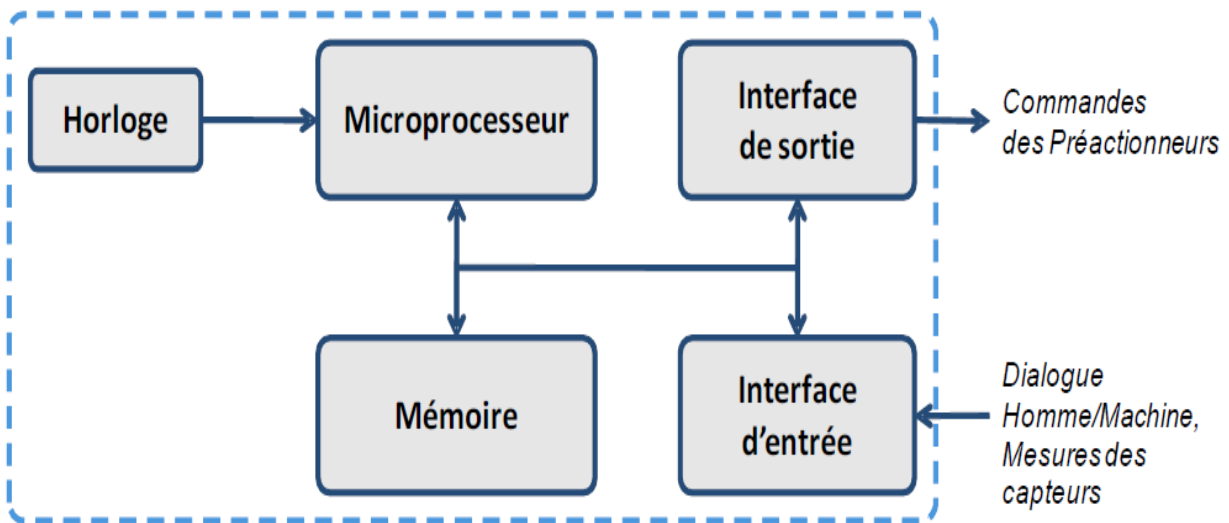 Horloge
Microprocesseur
Interface
de sortie
Commandes
des Préactionneurs
Mémoire
Interface
d'entrée
Dialogue
Homme/Machine,
Mesures des
capteurs